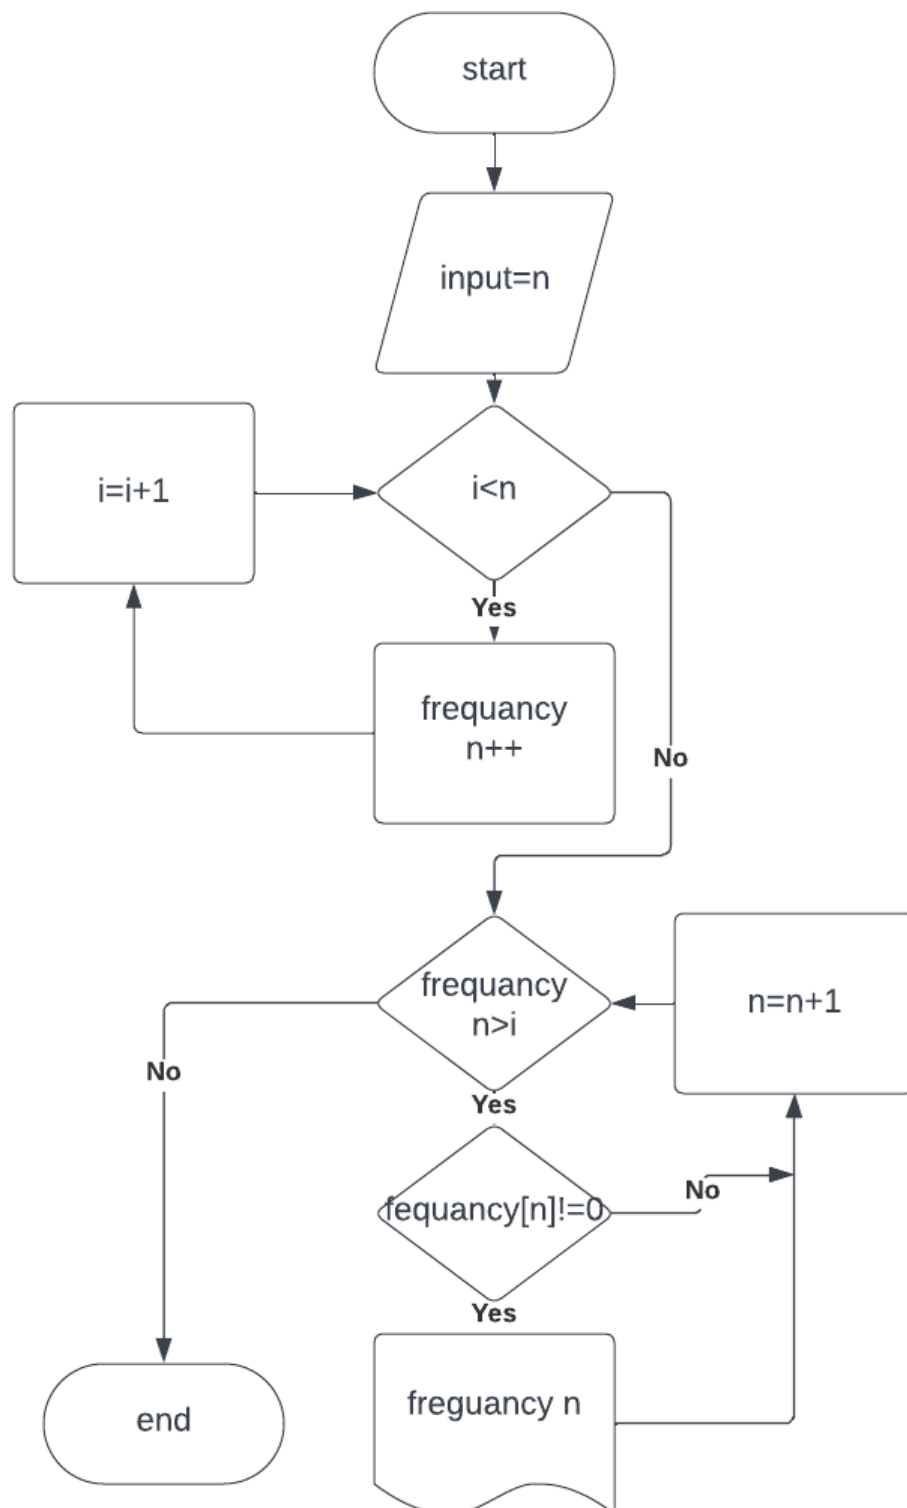 start
input=n
i=i+1
i<n
Yes
frequancy
n++
No
frequancy
n>i
n=n+1
No
Yes
fequancy[n]!=0
No
Yes
freguancy n
end